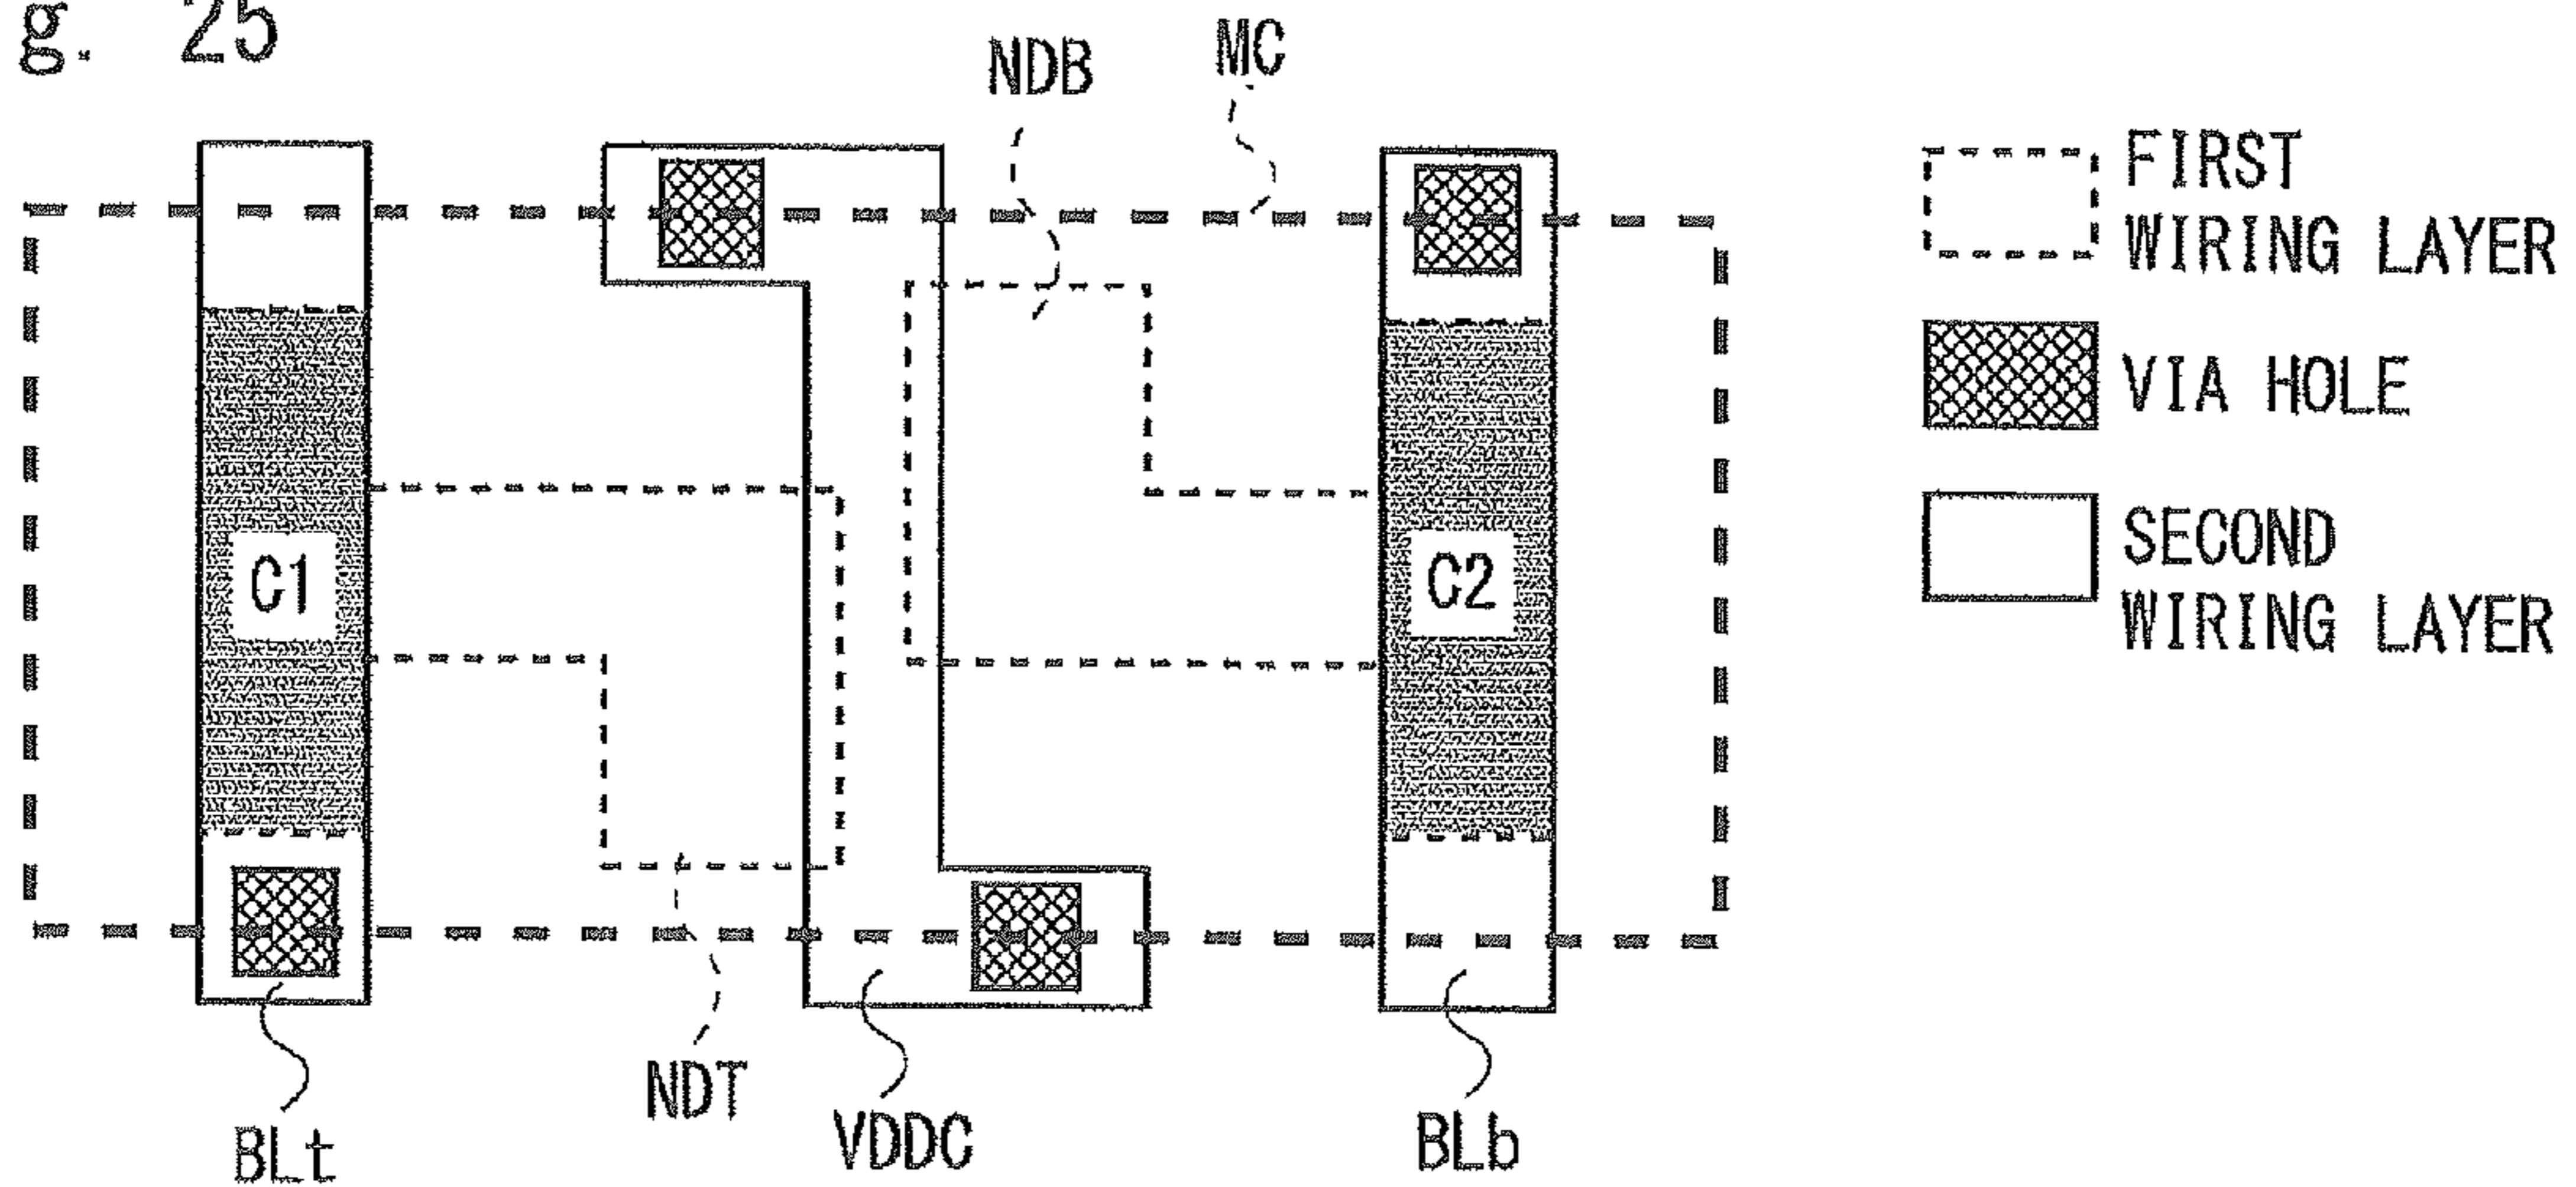 g. 25
NDB
MC
FIRST
WIRING LAYER
VIA HOLE
C1
C2
SECOND
WIRING LAYER
NDT
VDDC
BLt
BLb